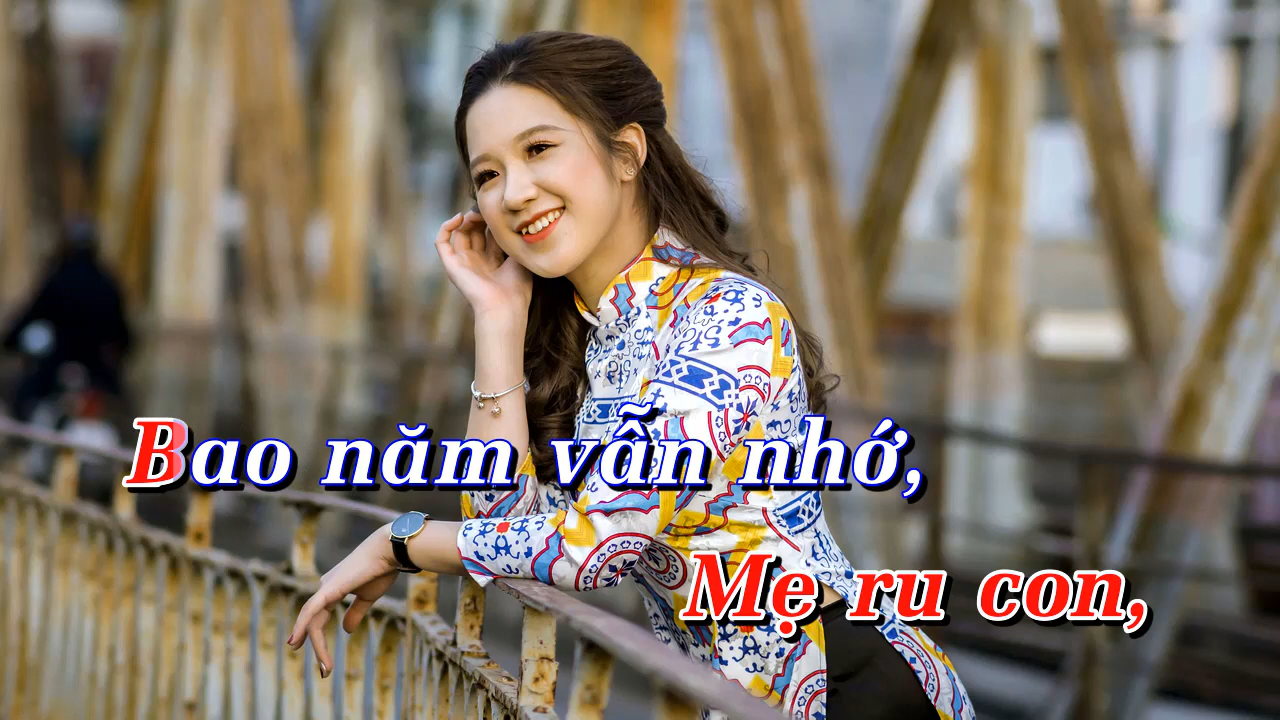 Bao năm vẫn nhớ,
Mẹ ru con,